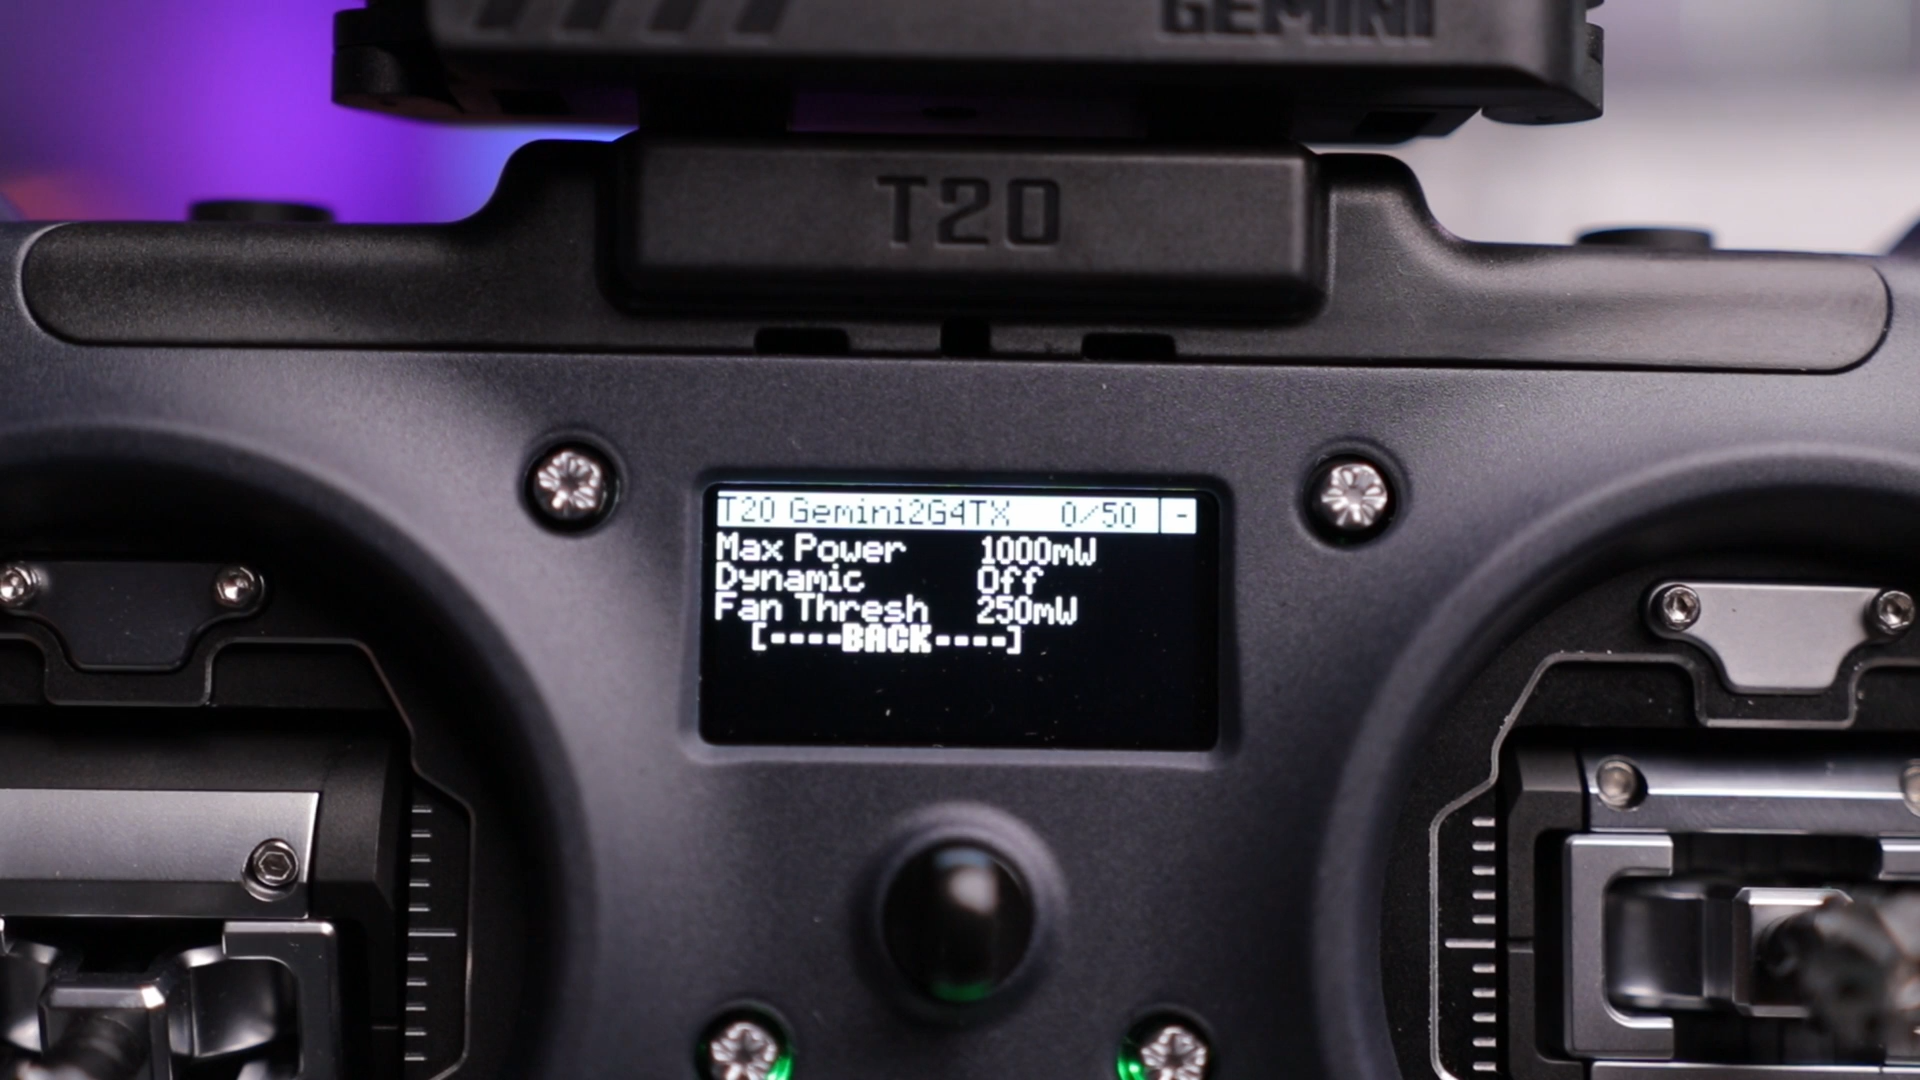 GEMINI
T20
T20 Gemini2G4TX 0/50 -
Max Power 1000mW
Dynamic Off
Fan Thresh 250mW
[----BACK----]